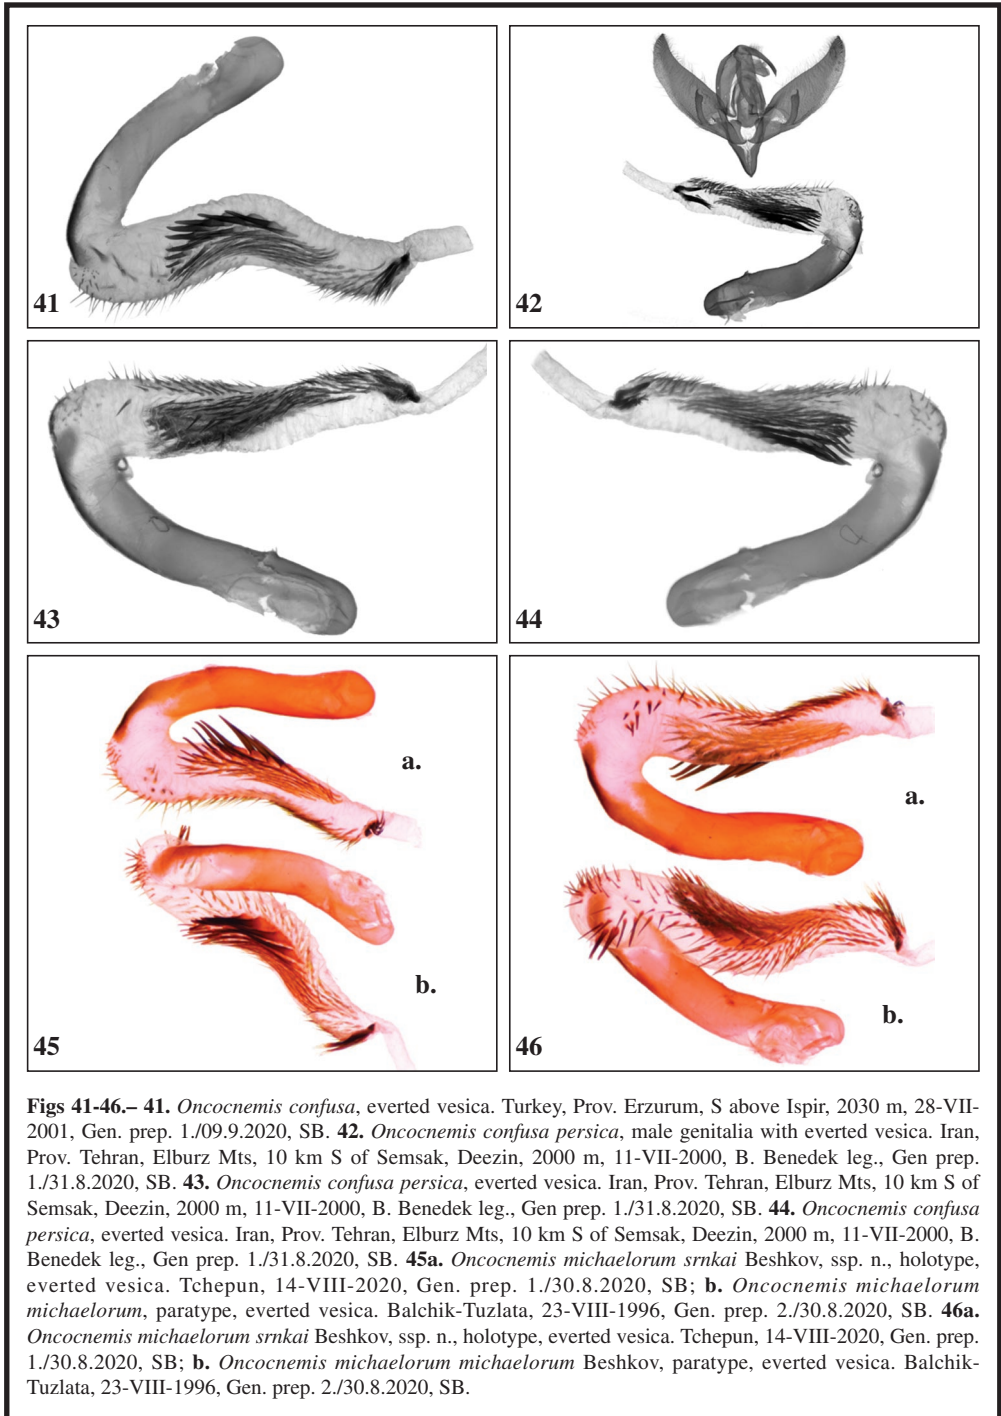 41
42
43
44
a.
b.
45
a.
b.
46
Figs 41-46.– 41. Oncocnemis confusa, everted vesica. Turkey, Prov. Erzurum, S above Ispir, 2030 m, 28-VII-
2001, Gen. prep. 1./09.9.2020, SB. 42. Oncocnemis confusa persica, male genitalia with everted vesica. Iran,
Prov. Tehran, Elburz Mts, 10 km S of Semsak, Deezin, 2000 m, 11-VII-2000, B. Benedek leg., Gen prep.
1./31.8.2020, SB. 43. Oncocnemis confusa persica, everted vesica. Iran, Prov. Tehran, Elburz Mts, 10 km S of
Semsak, Deezin, 2000 m, 11-VII-2000, B. Benedek leg., Gen prep. 1./31.8.2020, SB. 44. Oncocnemis confusa
persica, everted vesica. Iran, Prov. Tehran, Elburz Mts, 10 km S of Semsak, Deezin, 2000 m, 11-VII-2000, B.
Benedek leg., Gen prep. 1./31.8.2020, SB. 45a. Oncocnemis michaelorum srnkai Beshkov, ssp. n., holotype,
everted vesica. Tchepun, 14-VIII-2020, Gen. prep. 1./30.8.2020, SB; b. Oncocnemis michaelorum
michaelorum, paratype, everted vesica. Balchik-Tuzlata, 23-VIII-1996, Gen. prep. 2./30.8.2020, SB. 46a.
Oncocnemis michaelorum srnkai Beshkov, ssp. n., holotype, everted vesica. Tchepun, 14-VIII-2020, Gen. prep.
1./30.8.2020, SB; b. Oncocnemis michaelorum michaelorum Beshkov, paratype, everted vesica. Balchik-
Tuzlata, 23-VIII-1996, Gen. prep. 2./30.8.2020, SB.